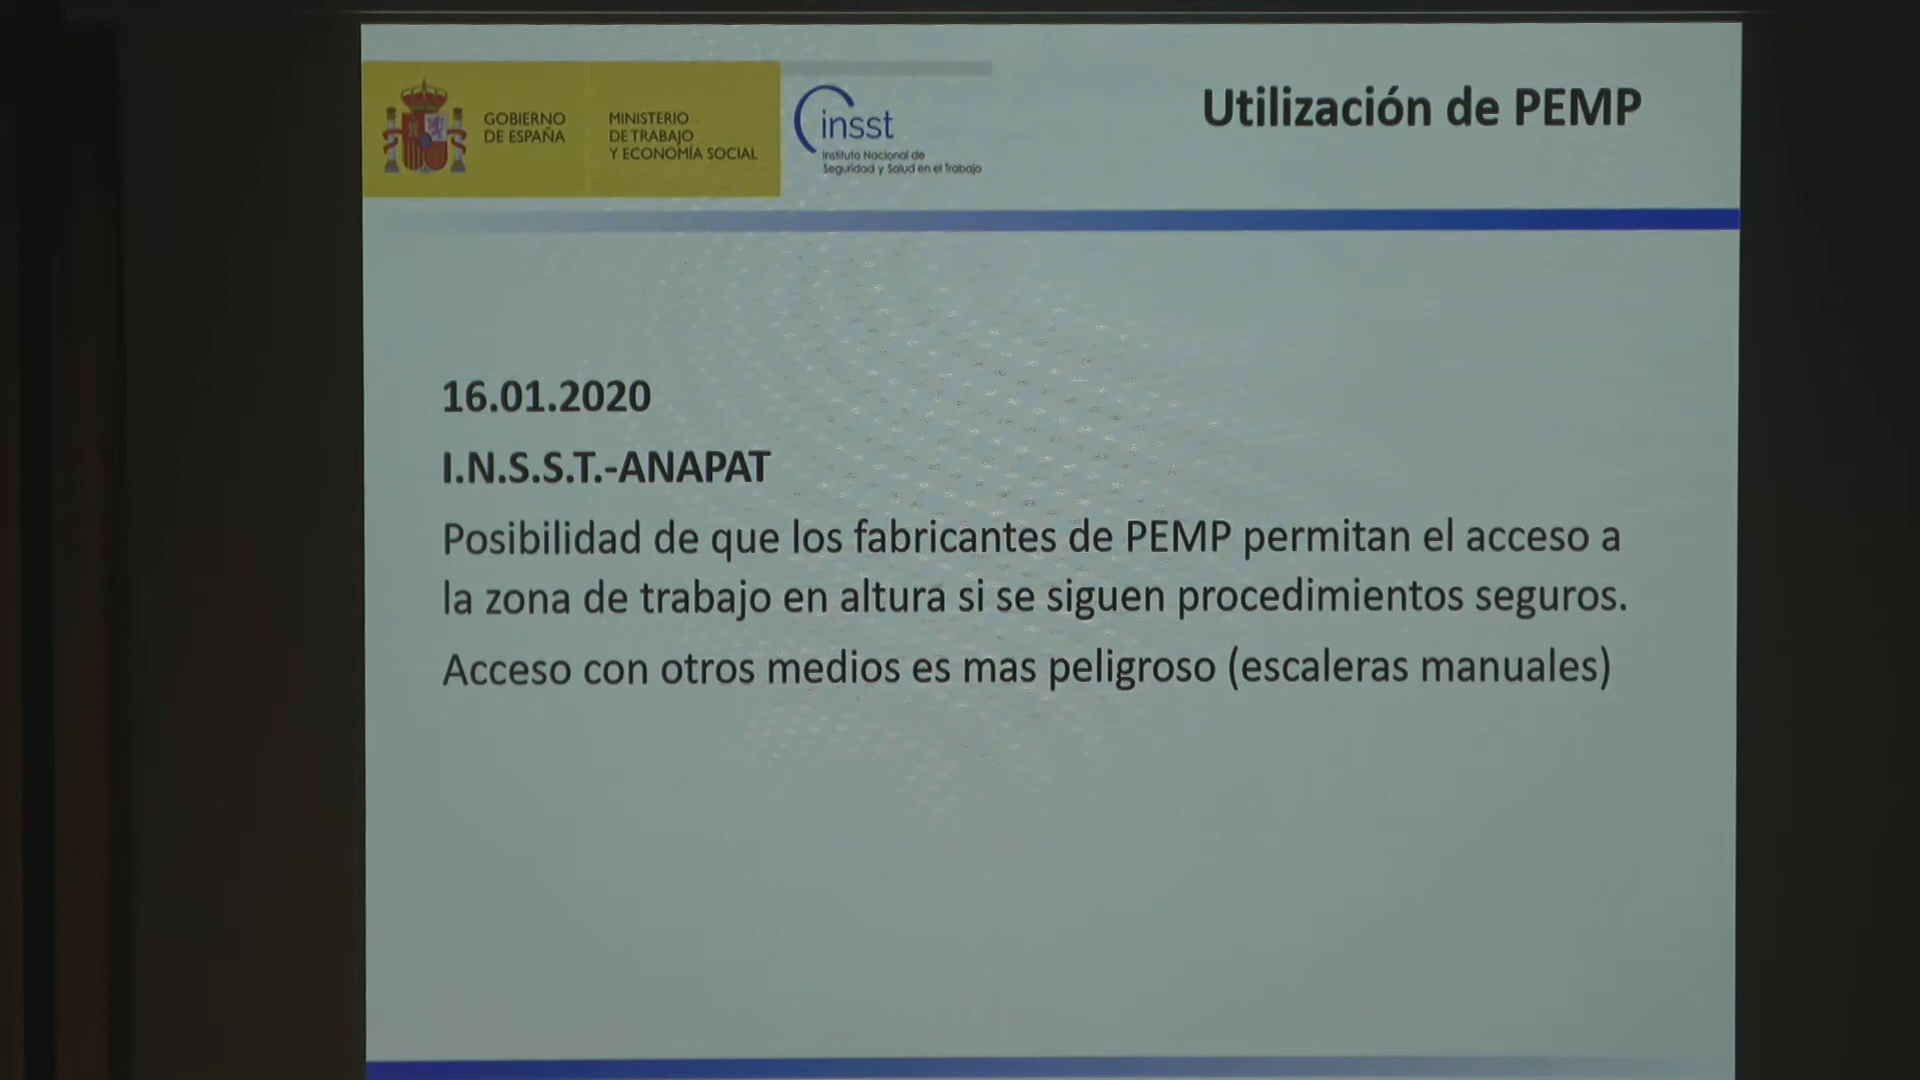 GOBIERNO
DE ESPAÑA
MINISTERIO
DE TRABAJO
Y ECONOMÍA SOCIAL
insst
Instituto Nacional de
Seguridad y Salud en el Trabajo
Utilización de PEMP
16.01.2020
I.N.S.S.T.-ANAPAT
Posibilidad de que los fabricantes de PEMP permitan el acceso a
la zona de trabajo en altura si se siguen procedimientos seguros.
Acceso con otros medios es mas peligroso (escaleras manuales)